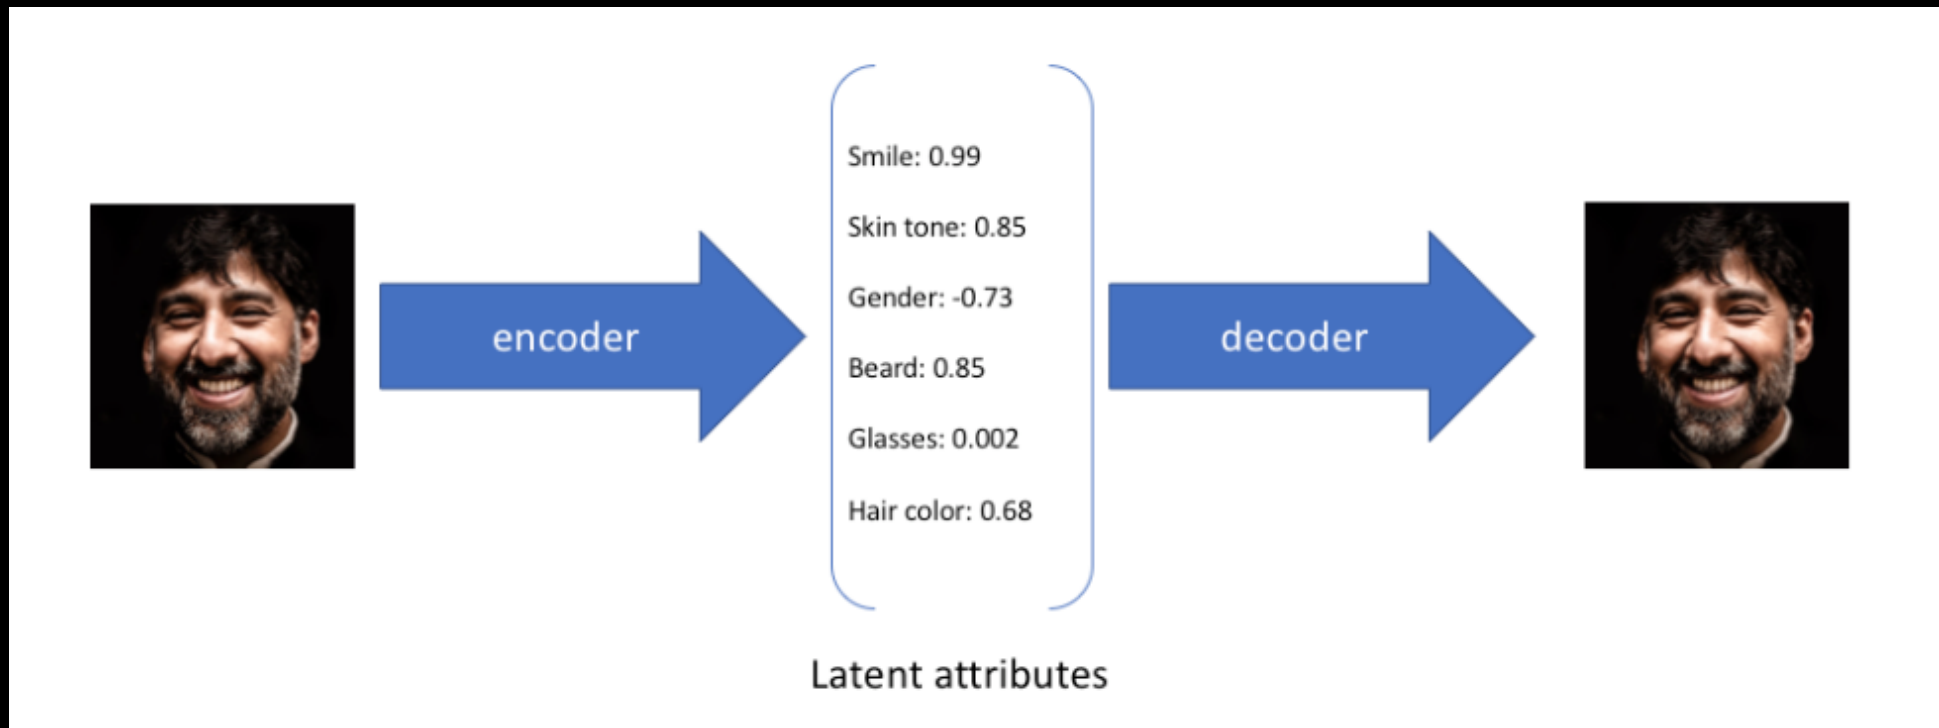 encoder
Smile: 0.99
Skin tone: 0.85
Gender: -0.73
Beard: 0.85
Glasses: 0.002
Hair color: 0.68
decoder
Latent attributes